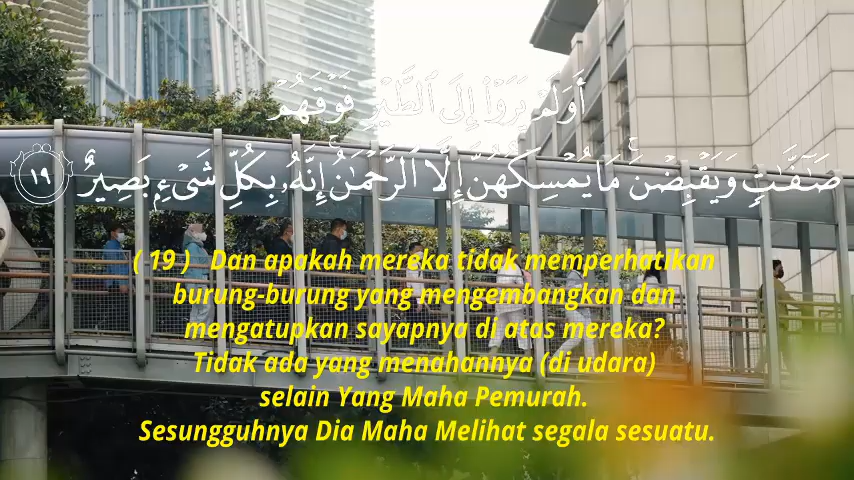 أَوَلَمْ يَرَوْا۟ إِلَى ٱلطَّيْرِ فَوْقَهُمْ
صَـٰٓفَّـٰتٍ وَيَقْبِضْنَ ۚ مَا يُمْسِكُهُنَّ إِلَّا ٱلرَّحْمَـٰنُ ۚ إِنَّهُۥ بِكُلِّ شَىْءٍۭ بَصِيرٌ ١٩
( 19 ) Dan apakah mereka tidak memperhatikan
burung-burung yang mengembangkan dan
mengatupkan sayapnya di atas mereka?
Tidak ada yang menahannya (di udara)
selain Yang Maha Pemurah.
Sesungguhnya Dia Maha Melihat segala sesuatu.